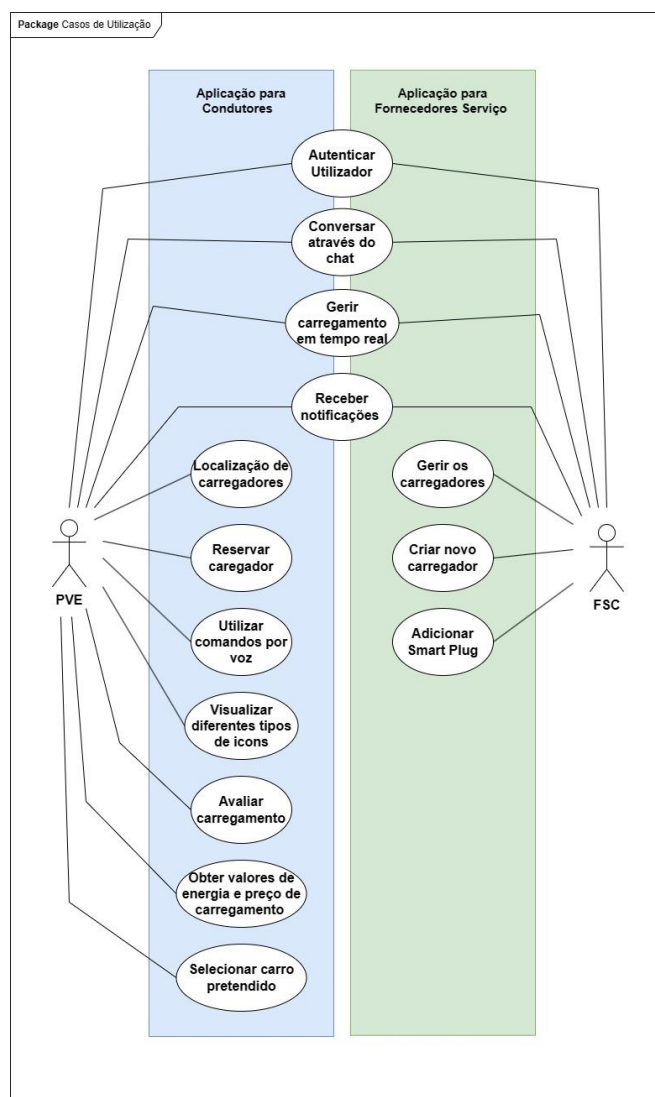 Package Casos de Utilização
Aplicação para
Condutores
Aplicação para
Fornecedores Serviço
Autenticar
Utilizador
Conversar
através do
chat
Gerir
carregamento
em tempo real
Receber
notificações
Localização de
carregadores
Gerir os
carregadores
Reservar
caregador
Criar novo
carregador
PVE
FSC
Utilizar
comandos por
voz
Adicionar
Smart Plug
Visualizar
diferentes tipos
de icons
Avaliar
carregamento
Obter valores de
energia e preço de
carregamento
Selecionar carro
pretendido